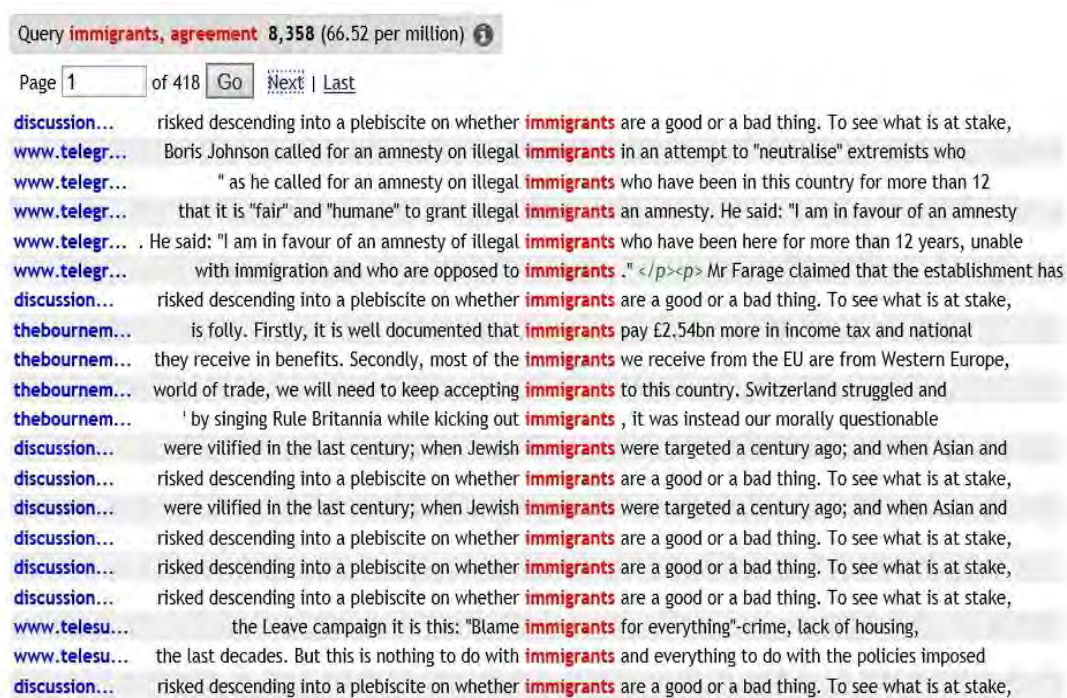 Query immigrants, agreement 8,358 (66.52 per million) i
Page 1 of 418 Go Next | Last
discussion... risked descending into a plebiscite on whether immigrants are a good or a bad thing. To see what is at stake,
www.telegr... Boris Johnson called for an amnesty on illegal immigrants in an attempt to "neutralise" extremists who
www.telegr... " as he called for an amnesty on illegal immigrants who have been in this country for more than 12
www.telegr... that it is "fair" and "humane" to grant illegal immigrants an amnesty. He said: "I am in favour of an amnesty
www.telegr... . He said: "I am in favour of an amnesty of illegal immigrants who have been here for more than 12 years, unable
www.telegr... with immigration and who are opposed to immigrants ." </p><p> Mr Farage claimed that the establishment has
discussion... risked descending into a plebiscite on whether immigrants are a good or a bad thing. To see what is at stake,
thebournem... is folly. Firstly, it is well documented that immigrants pay £2.54bn more in income tax and national
thebournem... they receive in benefits. Secondly, most of the immigrants we receive from the EU are from Western Europe,
thebournem... world of trade, we will need to keep accepting immigrants to this country. Switzerland struggled and
thebournem... ' by singing Rule Britannia while kicking out immigrants , it was instead our morally questionable
discussion... were vilified in the last century; when Jewish immigrants were targeted a century ago; and when Asian and
discussion... risked descending into a plebiscite on whether immigrants are a good or a bad thing. To see what is at stake,
discussion... were vilified in the last century; when Jewish immigrants were targeted a century ago; and when Asian and
discussion... risked descending into a plebiscite on whether immigrants are a good or a bad thing. To see what is at stake,
discussion... risked descending into a plebiscite on whether immigrants are a good or a bad thing. To see what is at stake,
discussion... risked descending into a plebiscite on whether immigrants are a good or a bad thing. To see what is at stake,
www.telesu... the Leave campaign it is this: "Blame immigrants for everything"-crime, lack of housing,
www.telesu... the last decades. But this is nothing to do with immigrants and everything to do with the policies imposed
discussion... risked descending into a plebiscite on whether immigrants are a good or a bad thing. To see what is at stake,